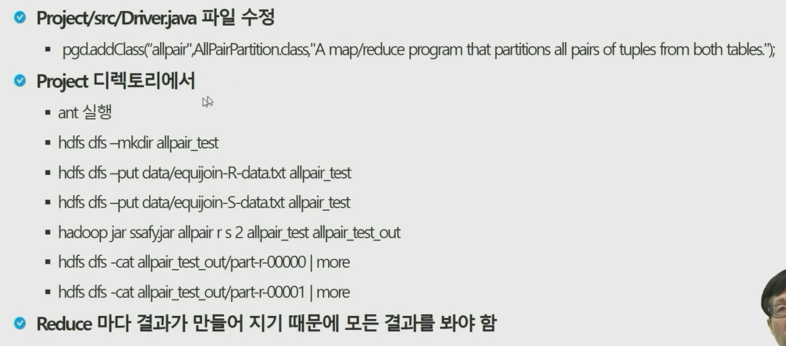 Project/src/Driver.java 파일 수정
pgd.addClass("allpair",AllPairPartition.class,"A map/reduce program that partitions all pairs of tuples from both tables.");
Project 디렉토리에서
ant 실행
hdfs dfs –mkdir allpair_test
hdfs dfs –put data/equijoin-R-data.txt allpair_test
hdfs dfs –put data/equijoin-S-data.txt allpair_test
hadoop jar ssafy.jar allpair r s 2 allpair_test allpair_test_out
hdfs dfs -cat allpair_test_out/part-r-00000 | more
hdfs dfs -cat allpair_test_out/part-r-00001 | more
Reduce 마다 결과가 만들어 지기 때문에 모든 결과를 봐야 함